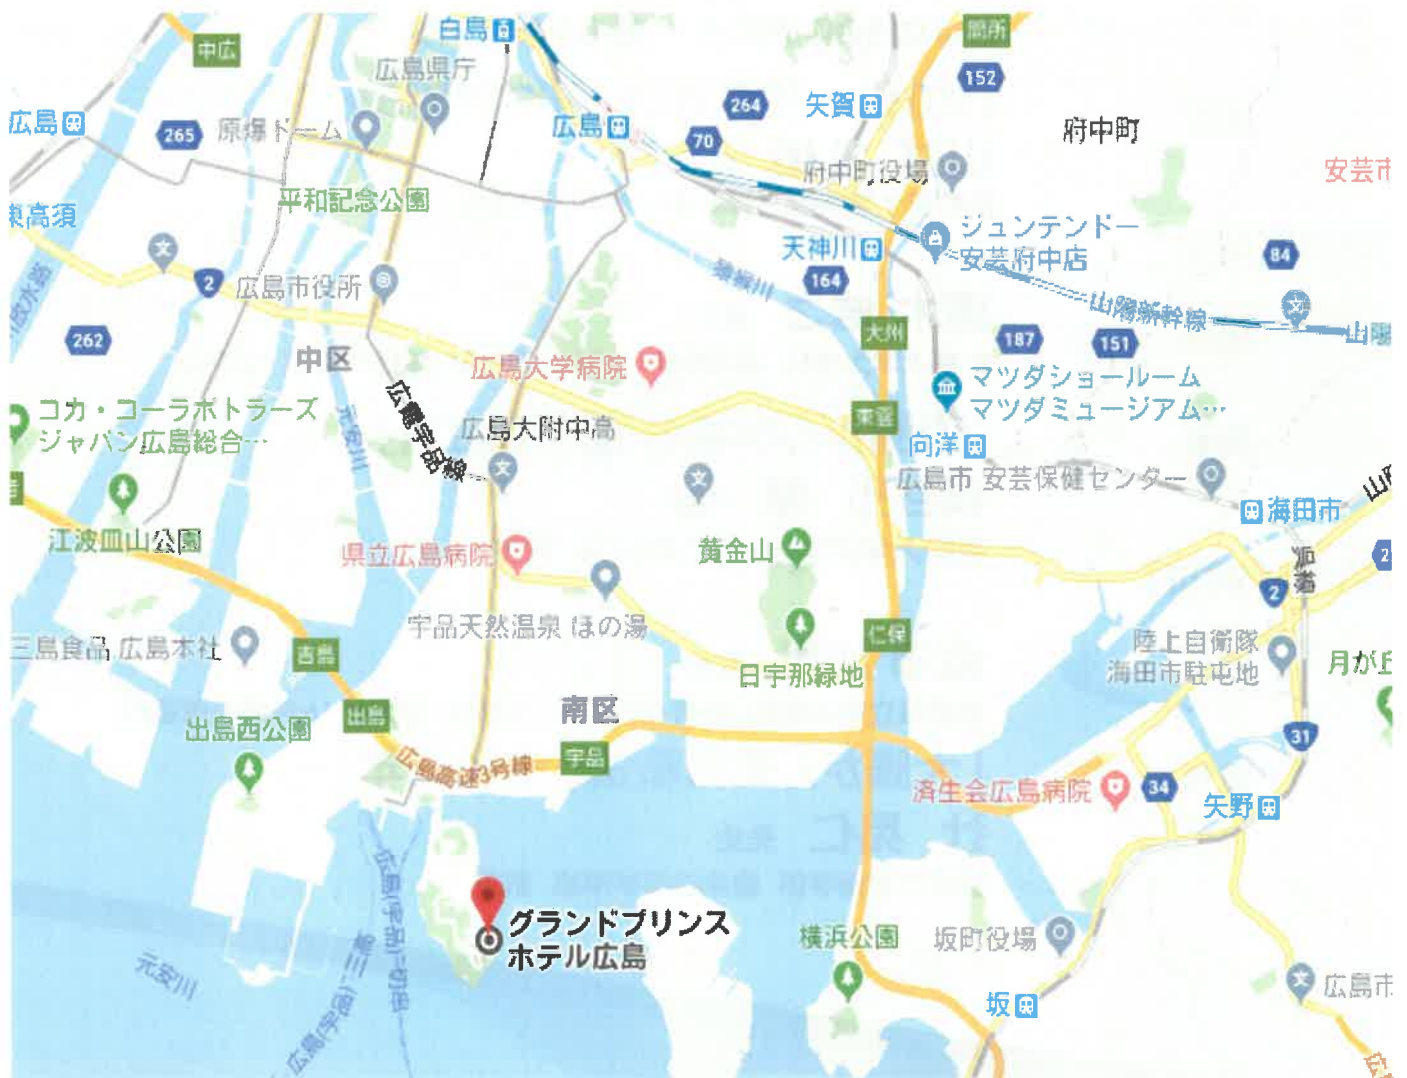 白島
間所
中広
広島県庁
152
264
矢賀
広島
265
原爆ドーム
広島
70
府中町
府中町役場
安芸市
平和記念公園
東高須
ジュンテンドー
安芸府中店
天神川
84
2
広島市役所
猿猴川
164
山陽新幹線
山陽
262
中区
大州
187
151
広島大学病院
マツダショールーム
マツダミュージアム…
コカ・コーラボトラーズ
ジャパン広島総合…
元安川
広島大附中高
東雲
向洋
広島市 安芸保健センター
海田市
江波皿山公園
県立広島病院
黄金山
2
宇品天然温泉 ほの湯
三島食品 広島本社
吉島
仁保
陸上自衛隊
海田市駐屯地
日宇那緑地
月が丘
出島西公園
出島
南区
31
広島高速3号線
宇品
済生会広島病院
34
矢野
グランドプリンス
ホテル広島
横浜公園
坂町役場
元安川
坂
広島市